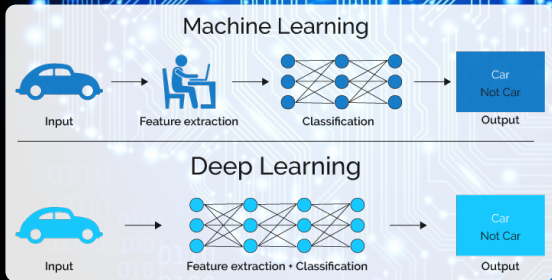 Machine Learning
Car
Not Car
Input
Feature extraction
Classification
Output
Deep Learning
Car
Not Car
Input
Feature extraction + Classification
Output